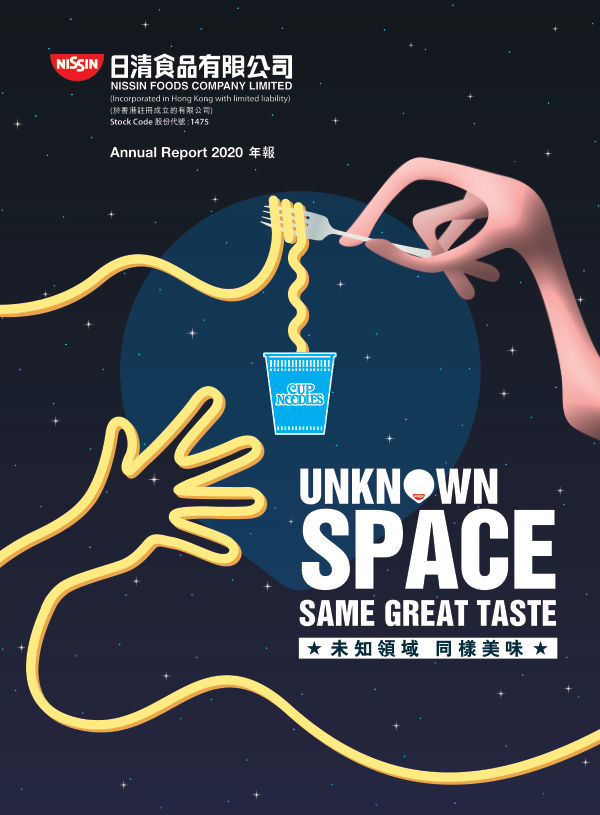 NISSIN 日清食品有限公司
NISSIN FOODS COMPANY LIMITED
(Incorporated in Hong Kong with limited liability)
(於香港註冊成立的有限公司)
Stock Code 股份代號 : 1475
Annual Report 2020 年報
CUP
NOODLES
UNKNOWN
SPACE
SAME GREAT TASTE
★ 未知領域 同樣美味 ★